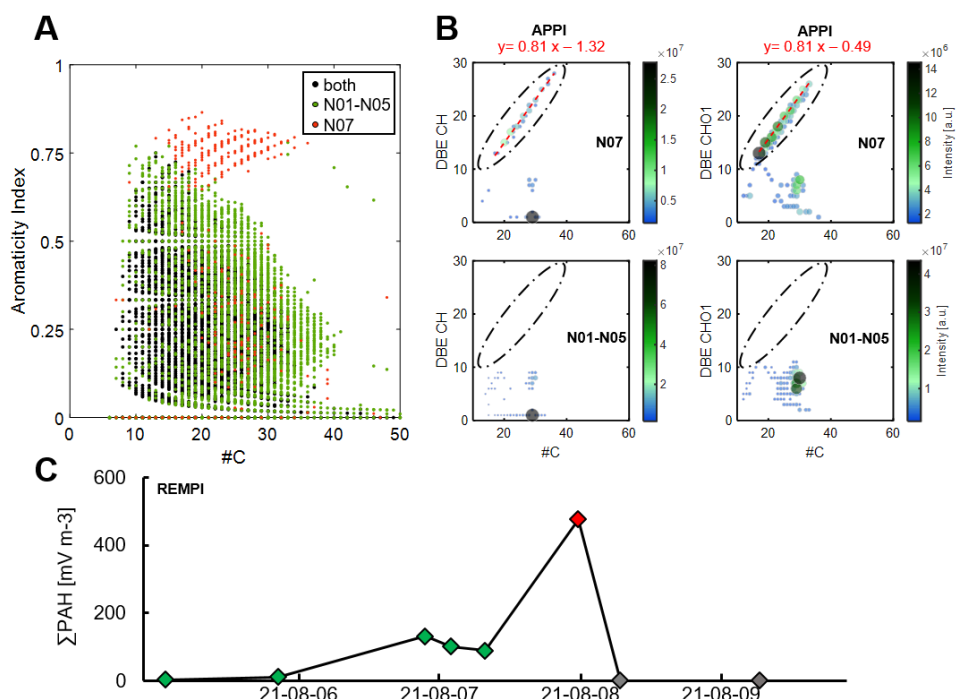 A
1
0.75
0.5
0.25
0
0 10 20 30 40 50
Aromaticity Index
#C
both
N01-N05
N07
B
APPI
y= 0.81 x – 1.32
×10⁷
30
20
10
0
20 40 60
DBE CH
N07
2.5
2
1.5
1
0.5
APPI
y= 0.81 x – 0.49
×10⁶
30
20
10
0
20 40 60
DBE CHO1
N07
14
12
10
8
6
4
2
Intensity [a.u]
×10⁷
30
20
10
0
20 40 60
DBE CH
N01-N05
8
6
4
2
#C
×10⁷
30
20
10
0
20 40 60
DBE CHO1
N01-N05
4
3
2
1
Intensity [a.u]
#C
C
REMPI
600
400
200
0
∑PAH [mV m-3]
21-08-06 21-08-07 21-08-08 21-08-09